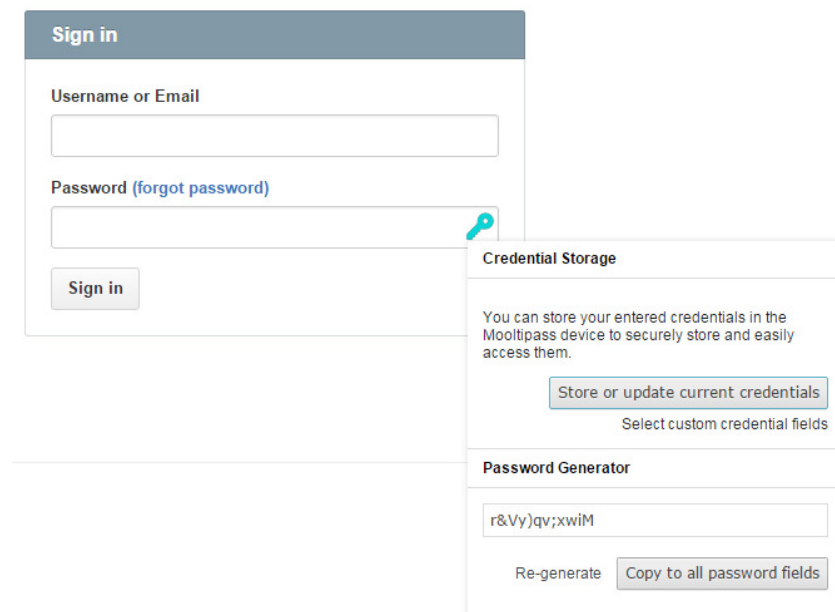 Sign in
Username or Email
Password (forgot password)
Sign in
Credential Storage
You can store your entered credentials in the
Mooltipass device to securely store and easily
access them.
Store or update current credentials
Select custom credential fields
Password Generator
r&Vy)qv;xwiM
Re-generate Copy to all password fields